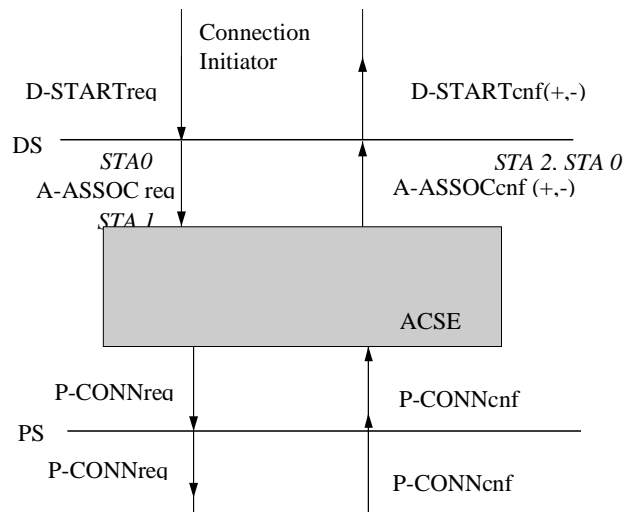 Connection
Initiator
D-STARTreq
D-STARTcnf(+,-)
DS
STA0
STA 2. STA 0
A-ASSOC req
A-ASSOCcnf (+,-)
STA 1
ACSE
P-CONNreq
P-CONNcnf
PS
P-CONNreq
P-CONNcnf